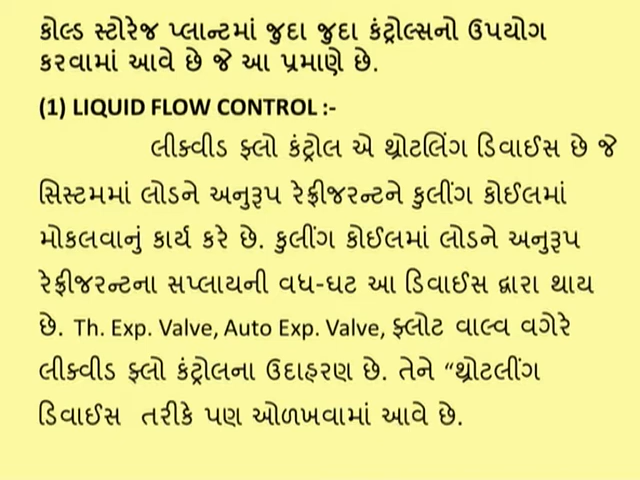 કોલ્ડ સ્ટોરેજ પ્લાન્ટમાં જુદા જુદા કંટ્રોલ્સનો ઉપયોગ
કરવામાં આવે છે જે આ પ્રમાણે છે.
(1) LIQUID FLOW CONTROL :-
લીક્વીડ ફ્લો કંટ્રોલ એ થ્રોટલિંગ ડિવાઈસ છે જે
સિસ્ટમમાં લોડને અનુરૂપ રેફ્રીજરન્ટને કુલીંગ કોઈલમાં
મોકલવાનું કાર્ય કરે છે. કુલીંગ કોઈલમાં લોડને અનુરૂપ
રેફ્રીજરન્ટના સપ્લાયની વધ-ઘટ આ ડિવાઈસ દ્વારા થાય
છે. Th. Exp. Valve, Auto Exp. Valve, ફ્લોટ વાલ્વ વગેરે
લીક્વીડ ફ્લો કંટ્રોલના ઉદાહરણ છે. તેને “થ્રોટલીંગ
ડિવાઈસ તરીકે પણ ઓળખવામાં આવે છે.